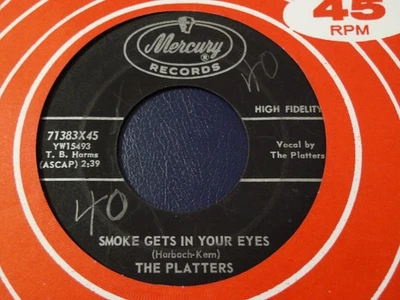 45
RPM
Mercury
RECORDS
40
HIGH FIDELITY
71383X45
YW15493
T. B. Harms
(ASCAP) 2:39
Vocal by
The Platters
40
SMOKE GETS IN YOUR EYES
(Harbach-Kern)
THE PLATTERS